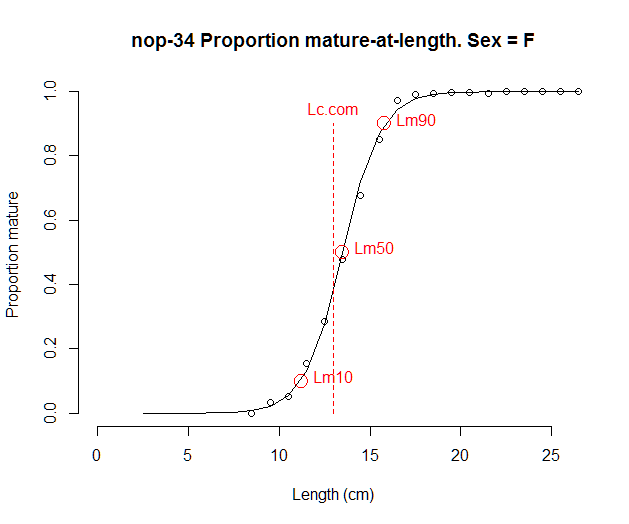 nop-34 Proportion mature-at-length. Sex = F
Proportion mature
0.0
0.2
0.4
0.6
0.8
1.0
Lc.com
Lm90
Lm50
Lm10
0
5
10
15
20
25
Length (cm)